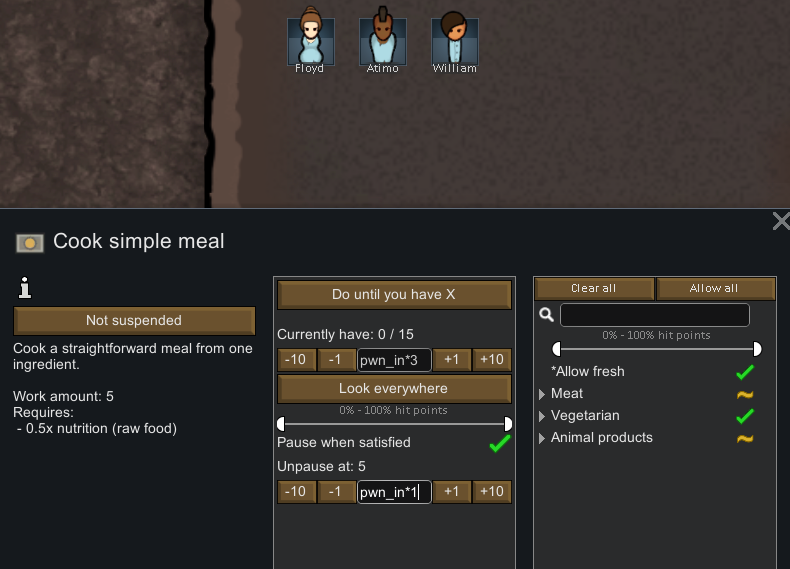 Floyd Atimo William
Cook simple meal
Not suspended
Cook a straightforward meal from one
ingredient.
Work amount: 5
Requires:
- 0.5x nutrition (raw food)
Do until you have X
Currently have: 0 / 15
-10 -1 pwn_in*3 +1 +10
Look everywhere
0% - 100% hit points
Pause when satisfied
Unpause at: 5
-10 -1 pwn_in*1 +1 +10
Clear all Allow all
0% - 100% hit points
*Allow fresh
Meat
Vegetarian
Animal products